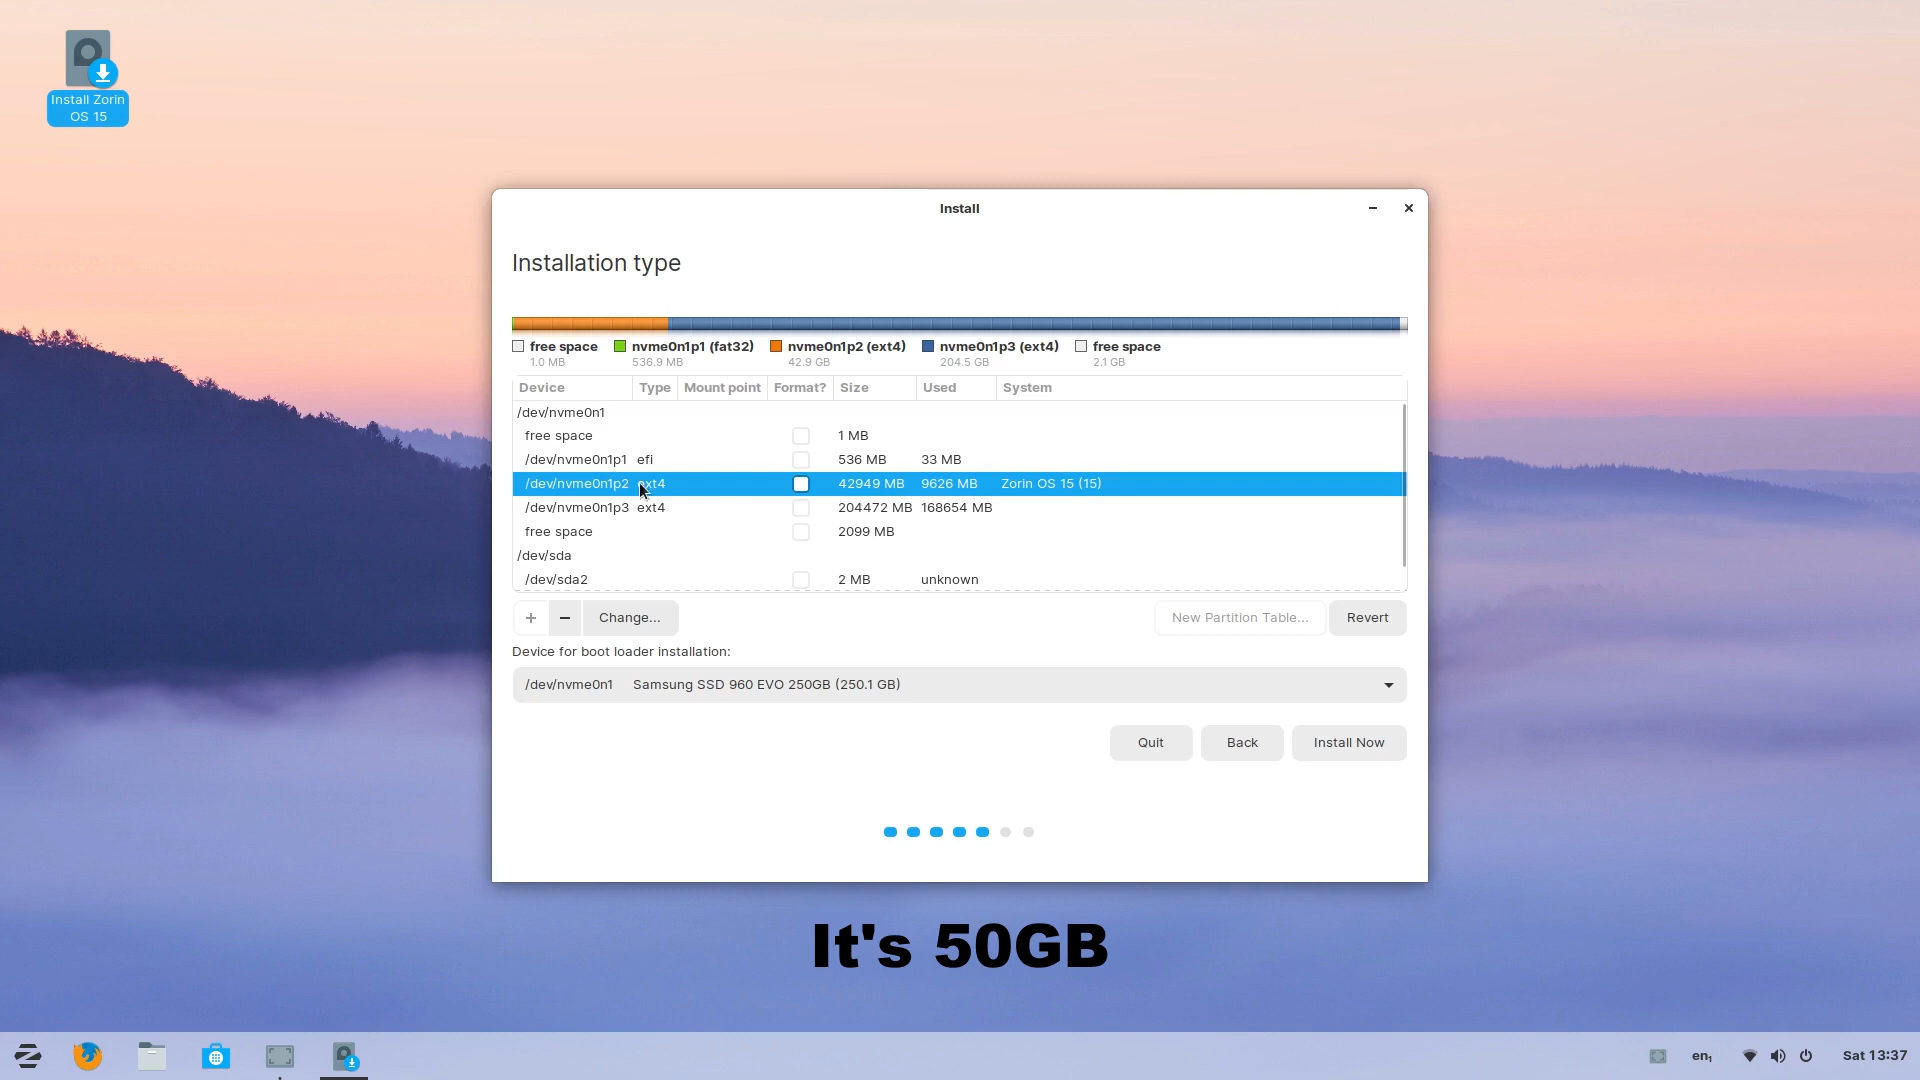 Install Zorin
OS 15
Install
Installation type
free space nvme0n1p1 (fat32) nvme0n1p2 (ext4) nvme0n1p3 (ext4) free space
1.0 MB 536.9 MB 42.9 GB 204.5 GB 2.1 GB
Device Type Mount point Format? Size Used System
/dev/nvme0n1
free space 1 MB
/dev/nvme0n1p1 efi 536 MB 33 MB
/dev/nvme0n1p2 ext4 42949 MB 9626 MB Zorin OS 15 (15)
/dev/nvme0n1p3 ext4 204472 MB 168654 MB
free space 2099 MB
/dev/sda
/dev/sda2 2 MB unknown
+ − Change... New Partition Table... Revert
Device for boot loader installation:
/dev/nvme0n1 Samsung SSD 960 EVO 250GB (250.1 GB)
Quit Back Install Now
It's 50GB
en₁ Sat 13:37